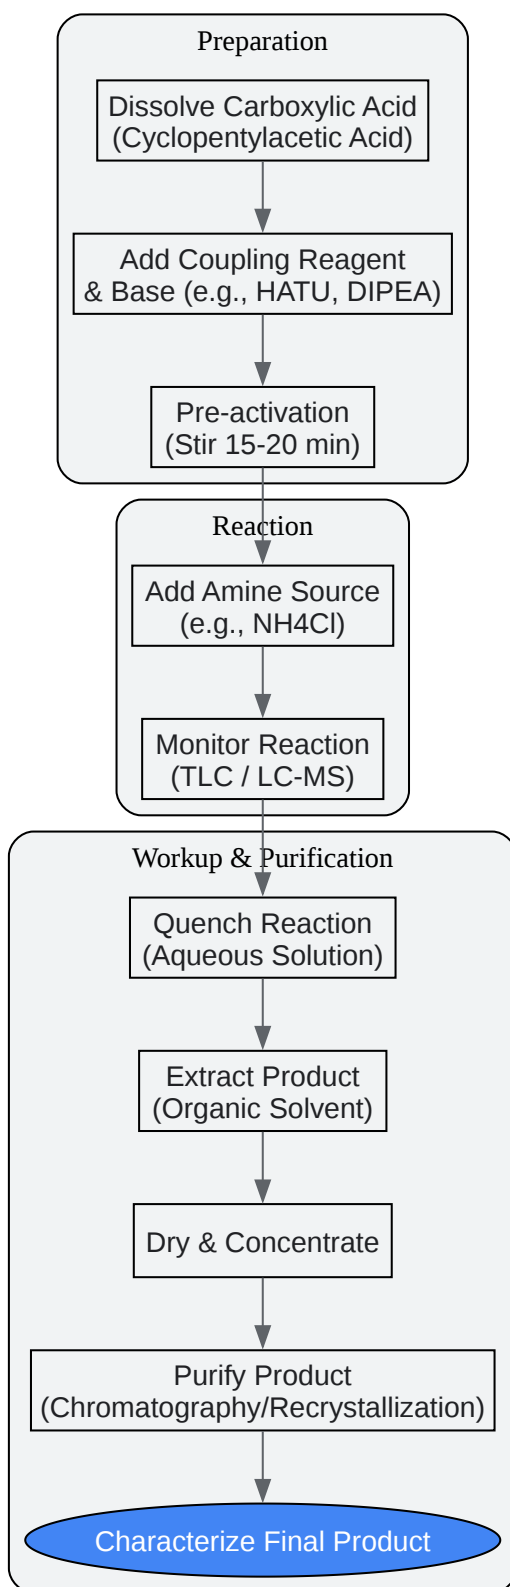 Preparation
Dissolve Carboxylic Acid
(Cyclopentylacetic Acid)
Add Coupling Reagent
& Base (e.g., HATU, DIPEA)
Pre-activation
(Stir 15-20 min)
Reaction
Add Amine Source
(e.g., NH4Cl)
Monitor Reaction
(TLC / LC-MS)
Workup & Purification
Quench Reaction
(Aqueous Solution)
Extract Product
(Organic Solvent)
Dry & Concentrate
Purify Product
(Chromatography/Recrystallization)
Characterize Final Product